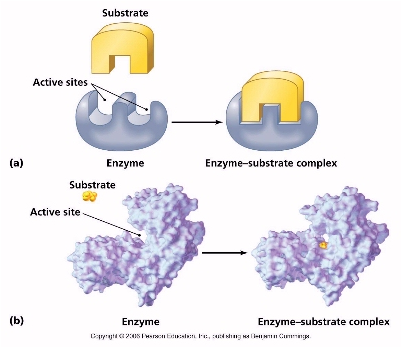 Substrate
Active sites
(a)
Enzyme
Enzyme–substrate complex
Substrate
Active site
(b)
Enzyme
Enzyme–substrate complex
Copyright © 2006 Pearson Education, Inc., publishing as Benjamin Cummings.